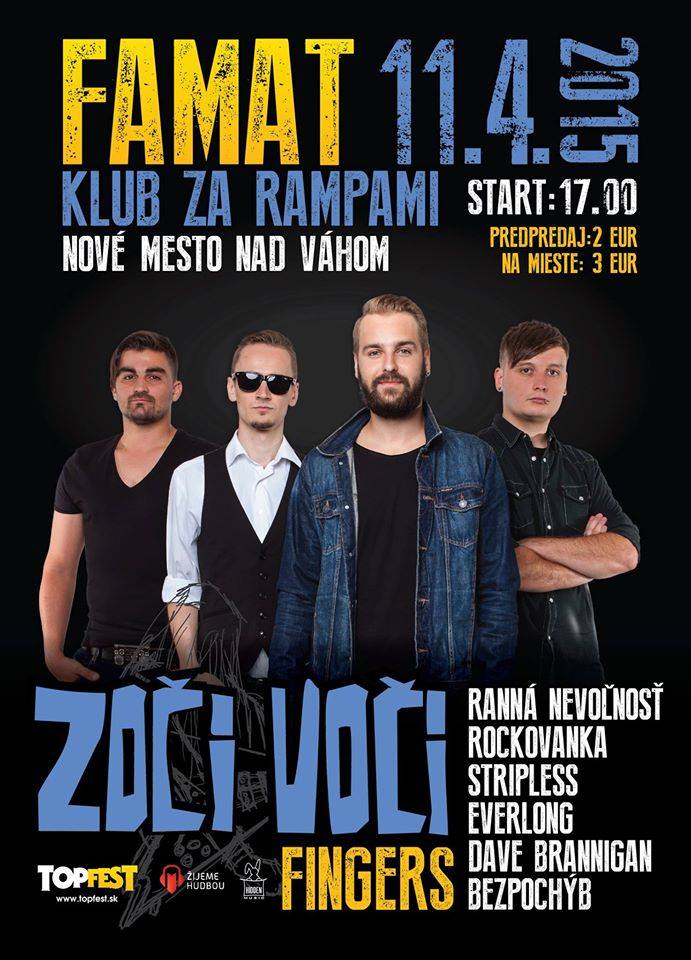 FAMAT 11.4. 2015
KLUB ZA RAMPAMI
START: 17.00
NOVÉ MESTO NAD VÁHOM
PREDPREDAJ: 2 EUR
NA MIESTE: 3 EUR
ZOČI VOČI
FINGERS
RANNÁ NEVOĽNOSŤ
ROCKOVANKA
STRIPLESS
EVERLONG
DAVE BRANNIGAN
BEZPOCHÝB
TOPFEST
www.topfest.sk
ŽIJEME
HUDBOU
HIDDEN
MUSIC